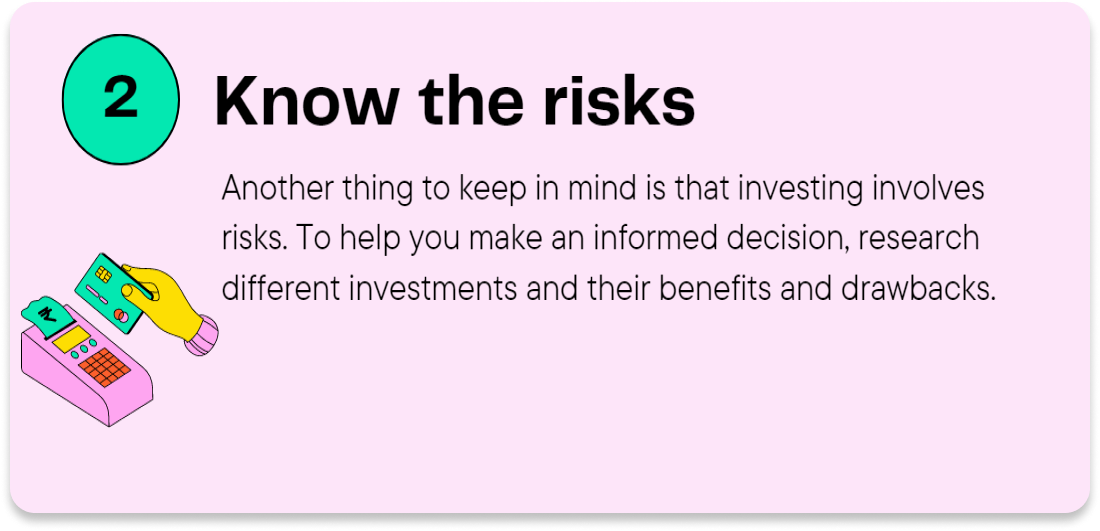 2
Know the risks
Another thing to keep in mind is that investing involves
risks. To help you make an informed decision, research
different investments and their benefits and drawbacks.